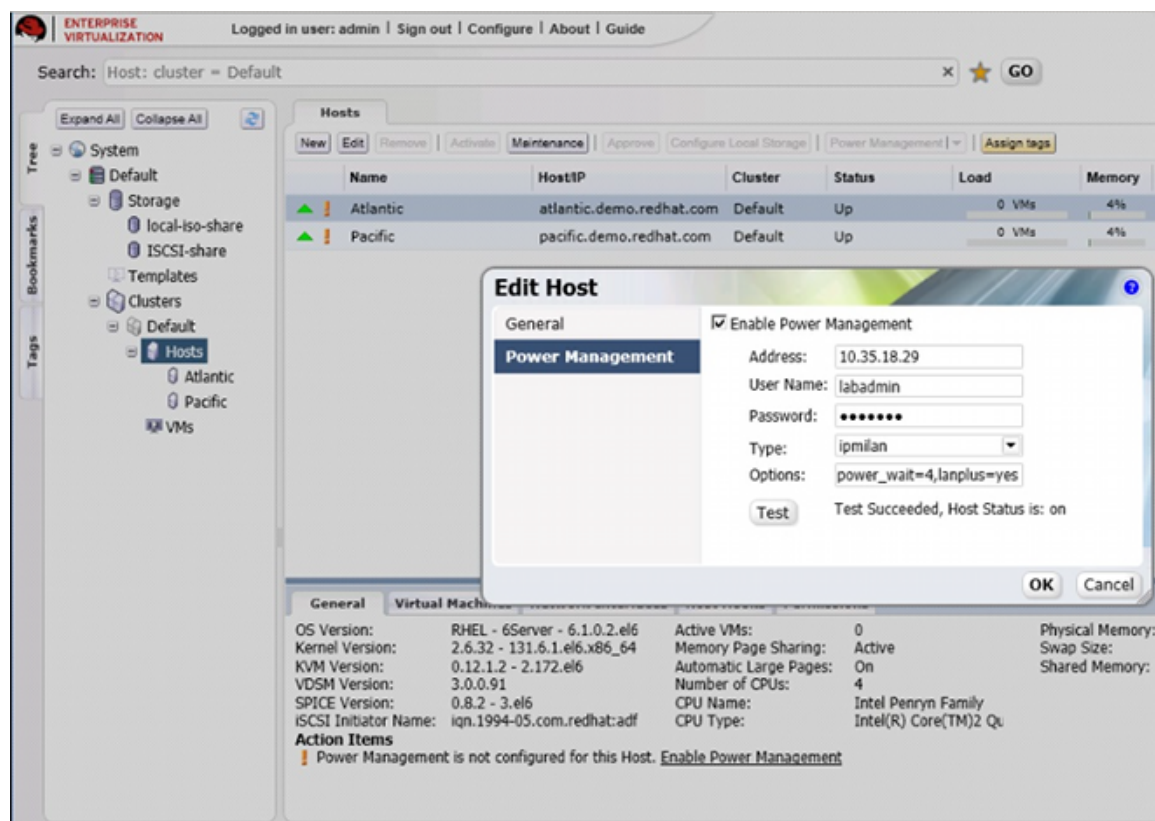 ENTERPRISE
VIRTUALIZATION
Logged in user: admin | Sign out | Configure | About | Guide
Search: Host: cluster = Default
x
GO
Tree
Bookmarks
Tags
Expand All Collapse All
System
Default
Storage
local-iso-share
ISCSI-share
Templates
Clusters
Default
Hosts
Atlantic
Pacific
VMs
Hosts
New Edit Remove Activate Maintenance Approve Configure Local Storage Power Management Assign tags
Name Host/IP Cluster Status Load Memory
Atlantic atlantic.demo.redhat.com Default Up 0 VMs 4%
Pacific pacific.demo.redhat.com Default Up 0 VMs 4%
Edit Host
?
General
Power Management
Enable Power Management
Address: 10.35.18.29
User Name: labadmin
Password: •••••••
Type: ipmilan
Options: power_wait=4,lanplus=yes
Test Test Succeeded, Host Status is: on
OK Cancel
General Virtual
OS Version: RHEL - 6Server - 6.1.0.2.el6 Active VMs: 0 Physical Memory:
Kernel Version: 2.6.32 - 131.6.1.el6.x86_64 Memory Page Sharing: Active Swap Size:
KVM Version: 0.12.1.2 - 2.172.el6 Automatic Large Pages: On Shared Memory:
VDSM Version: 3.0.0.91 Number of CPUs: 4
SPICE Version: 0.8.2 - 3.el6 CPU Name: Intel Penryn Family
iSCSI Initiator Name: iqn.1994-05.com.redhat:adf CPU Type: Intel(R) Core(TM)2 Qu
Action Items
! Power Management is not configured for this Host. Enable Power Management